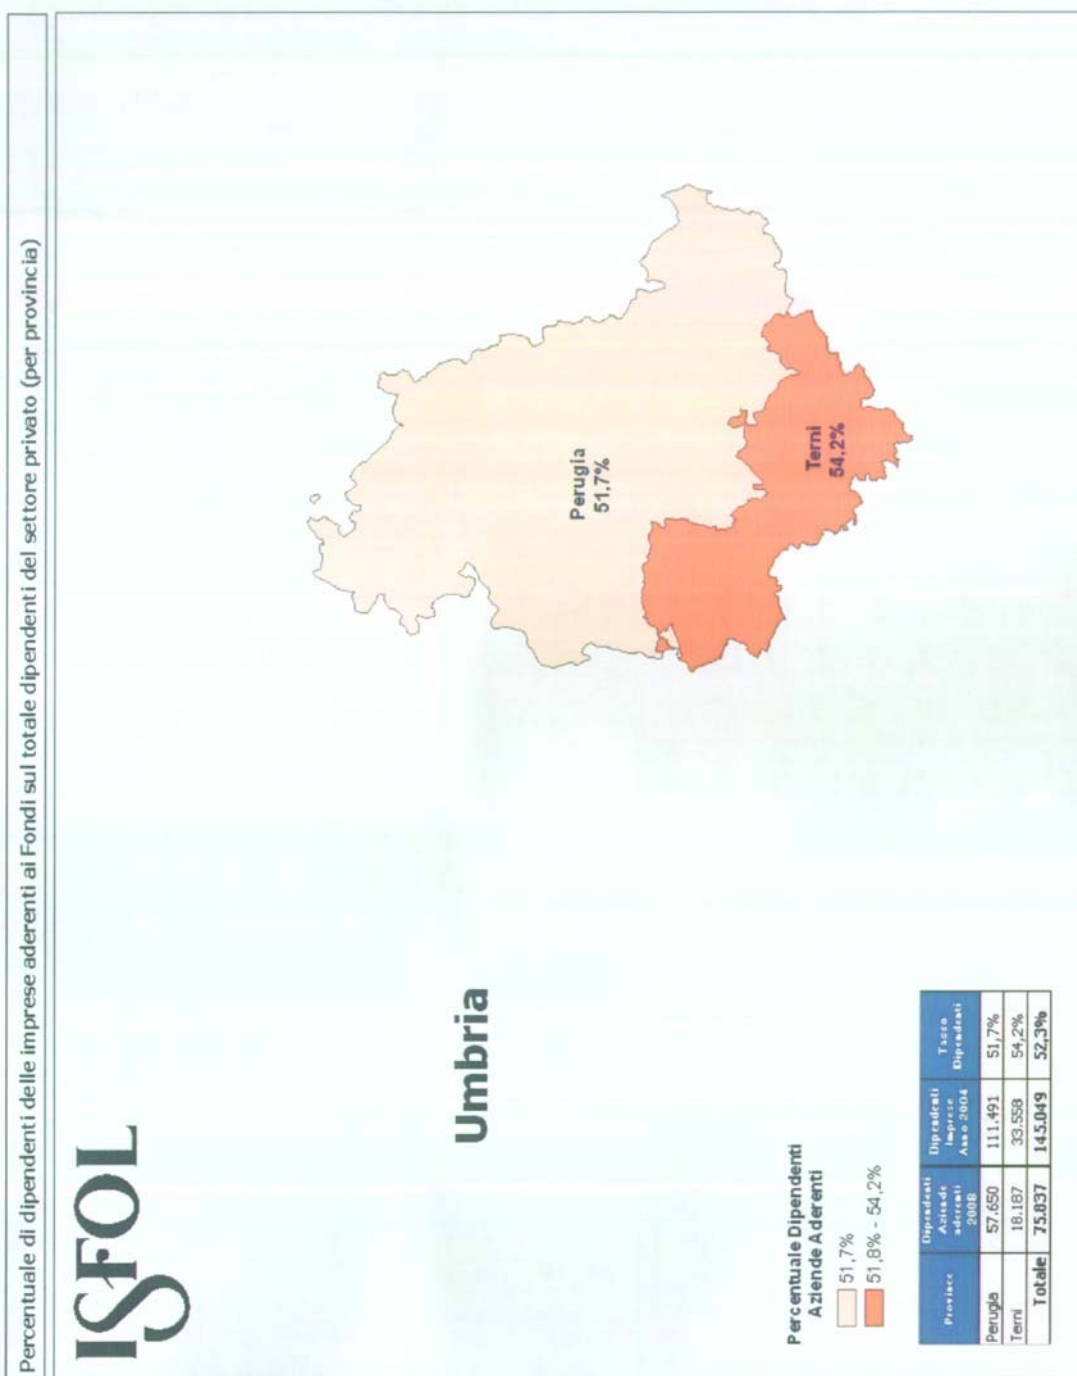 Percentuale di dipendenti delle imprese aderenti ai Fondi sul totale dipendenti del settore privato (per provincia)
ISFOL
Umbria
Perugia
51,7%
Terni
54,2%
Percentuale Dipendenti
Aziende Aderenti
51,7%
51,8% - 54,2%
Province Dipendenti Aziende aderenti 2008 Dipendenti Imprese Anno 2004 Tasso Dipendenti
Perugia 57.650 111.491 51,7%
Terni 18.187 33.558 54,2%
Totale 75.837 145.049 52,3%